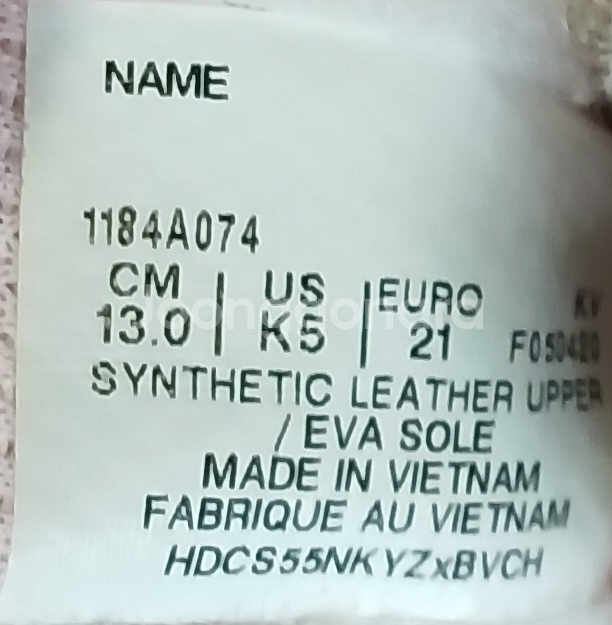 NAME
1184A074
CM | US | EURO KV
13.0 | K5 | 21
SYNTHETIC LEATHER UPPER
/ EVA SOLE
MADE IN VIETNAM
FABRIQUE AU VIETNAM
HDCS55NKYZxBVCH